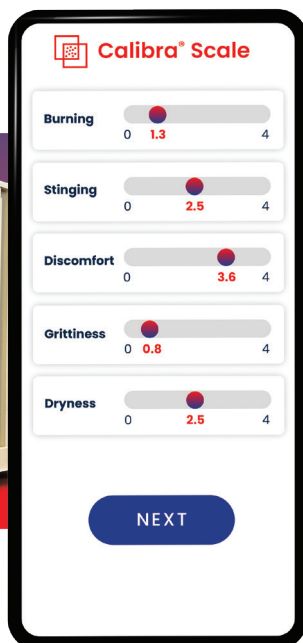 Calibra® Scale
Burning
0 1.3 4
Stinging
0 2.5 4
Discomfort
0 3.6 4
Grittiness
0 0.8 4
Dryness
0 2.5 4
NEXT